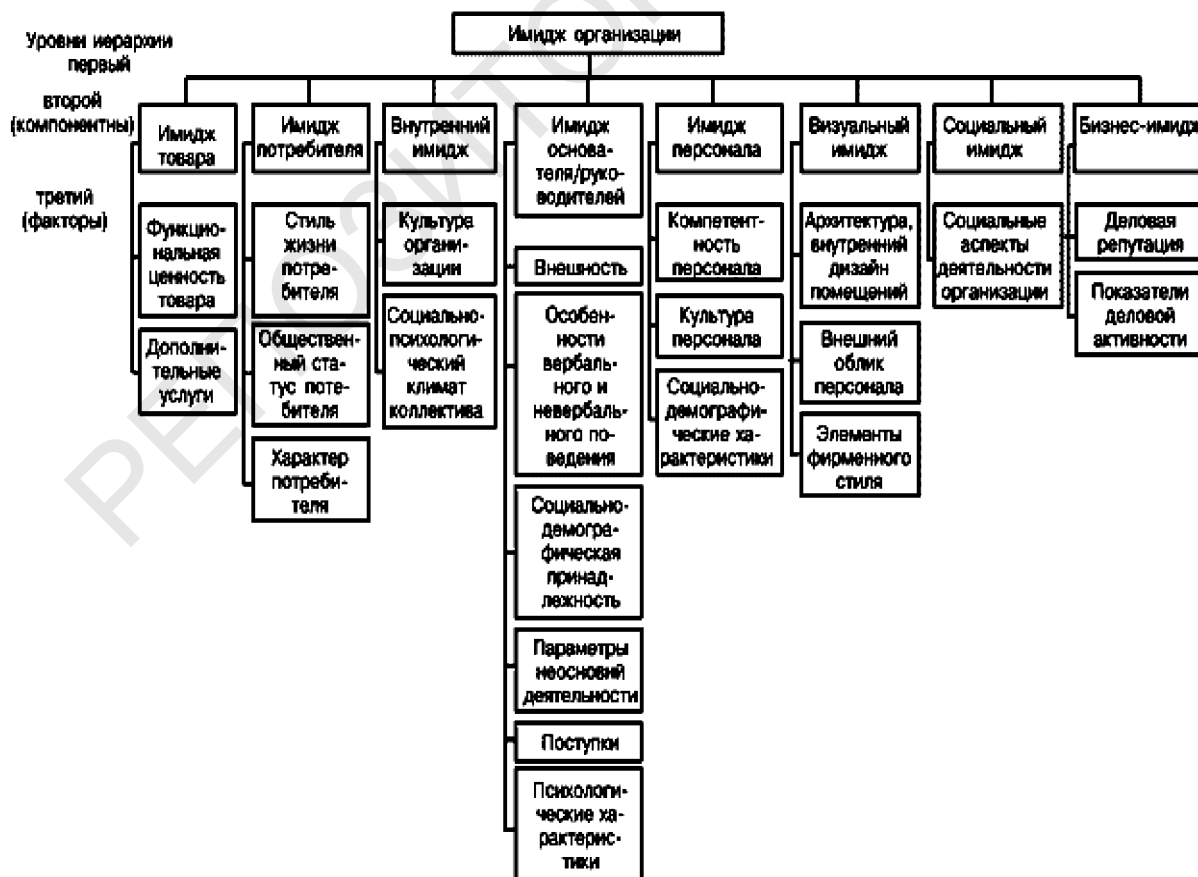 Имидж организации
Уровни иерархии
первый
второй
(компонентны)
третий
(факторы)
Имидж
товара
Функцио-
нальная
ценность
товара
Дополни-
тельные
услуги
Имидж
потребителя
Стиль
жизни
потре-
бителя
Обществен-
ный ста-
тус поте-
бителя
Характер
потреби-
теля
Внутренний
имидж
Культура
органи-
зации
Социально-
психологи-
ческий
климат
коллектива
Имидж
основа-
теля/руко-
водителей
Внешность
Особен-
ности
вербаль-
ного и
невербаль-
ного по-
ведения
Социально-
демогра-
фическая
принад-
лежность
Параметры
неосновий
деятельности
Поступки
Психологи-
ческие ха-
рактерис-
тики
Имидж
персонала
Компетент-
ность
персонала
Культура
персонала
Социально-
демографи-
ческие ха-
рактеристики
Визуальный
имидж
Архитектура,
внутренний
дизайн
помещений
Внешний
облик
персонала
Элементы
фирменного
стиля
Социальный
имидж
Социальные
аспекты
деятельности
организации
Бизнес-имидж
Деловая
репутация
Показатели
деловой
активности
РЕПОЗИТО